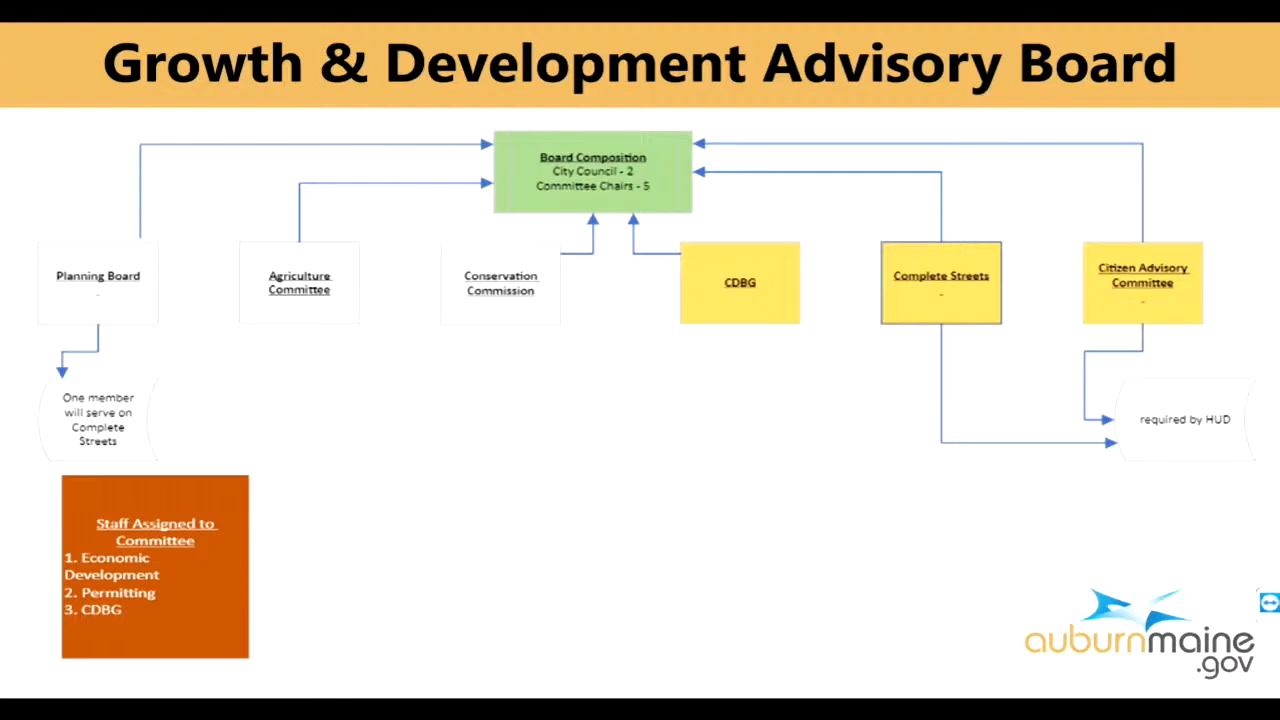 Growth & Development Advisory Board
Board Composition
City Council - 2
Committee Chairs - 5
Planning Board
-
Agriculture
Committee
Conservation
Commission
CDBG
Complete Streets
-
Citizen Advisory
Committee
-
One member
will serve on
Complete
Streets
required by HUD
Staff Assigned to
Committee
1. Economic
Development
2. Permitting
3. CDBG
auburnmaine
.gov